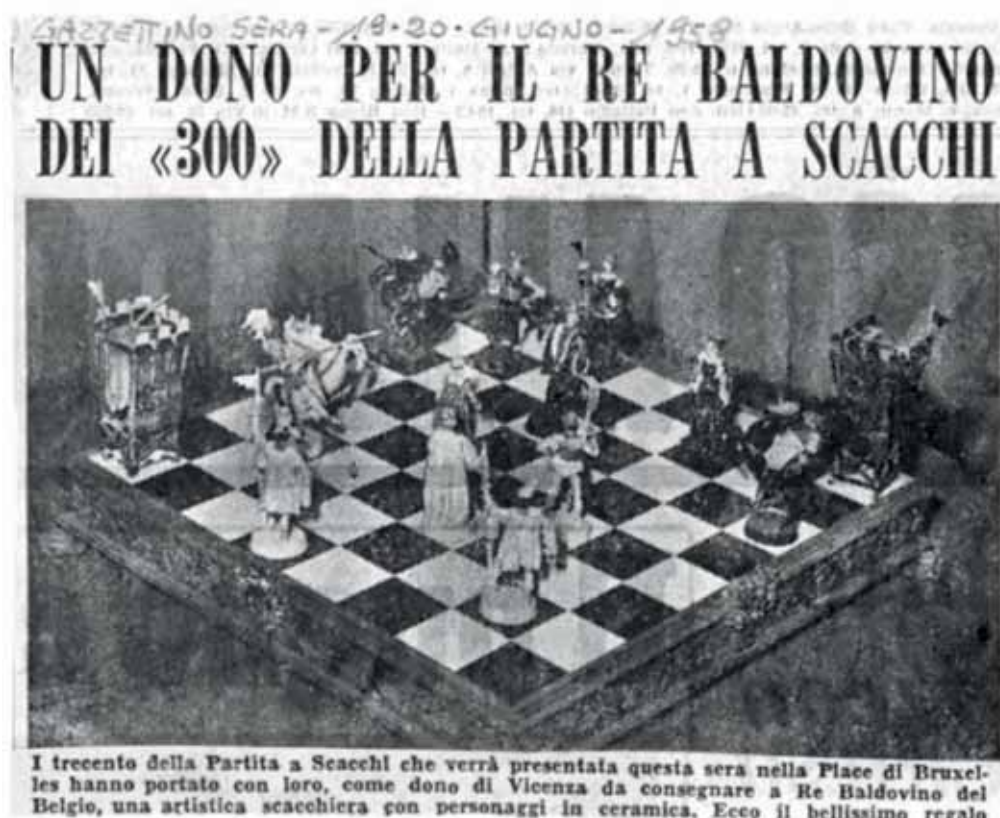 GAZZETTINO SERA - 19-20-GIUGNO - 1958
UN DONO PER IL RE BALDOVINO
DEI «300» DELLA PARTITA A SCACCHI
I trecento della Partita a Scacchi che verrà presentata questa sera nella Place di Bruxel-
les hanno portato con loro, come dono di Vicenza da consegnare a Re Baldovino del
Belgio, una artistica scacchiera con personaggi in ceramica. Ecco il bellissimo regalo